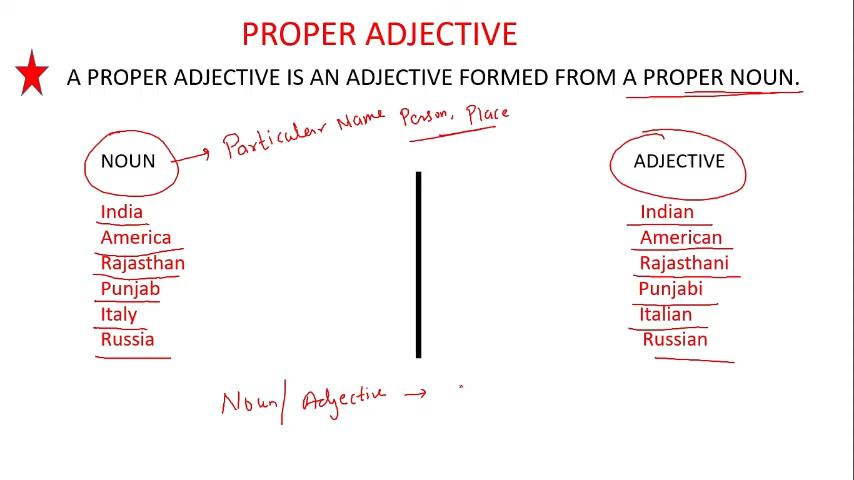 PROPER ADJECTIVE
A PROPER ADJECTIVE IS AN ADJECTIVE FORMED FROM A PROPER NOUN.
Particular Name Person, Place
NOUN
ADJECTIVE
India
Indian
America
American
Rajasthan
Rajasthani
Punjab
Punjabi
Italy
Italian
Russia
Russian
Noun/ Adjective →